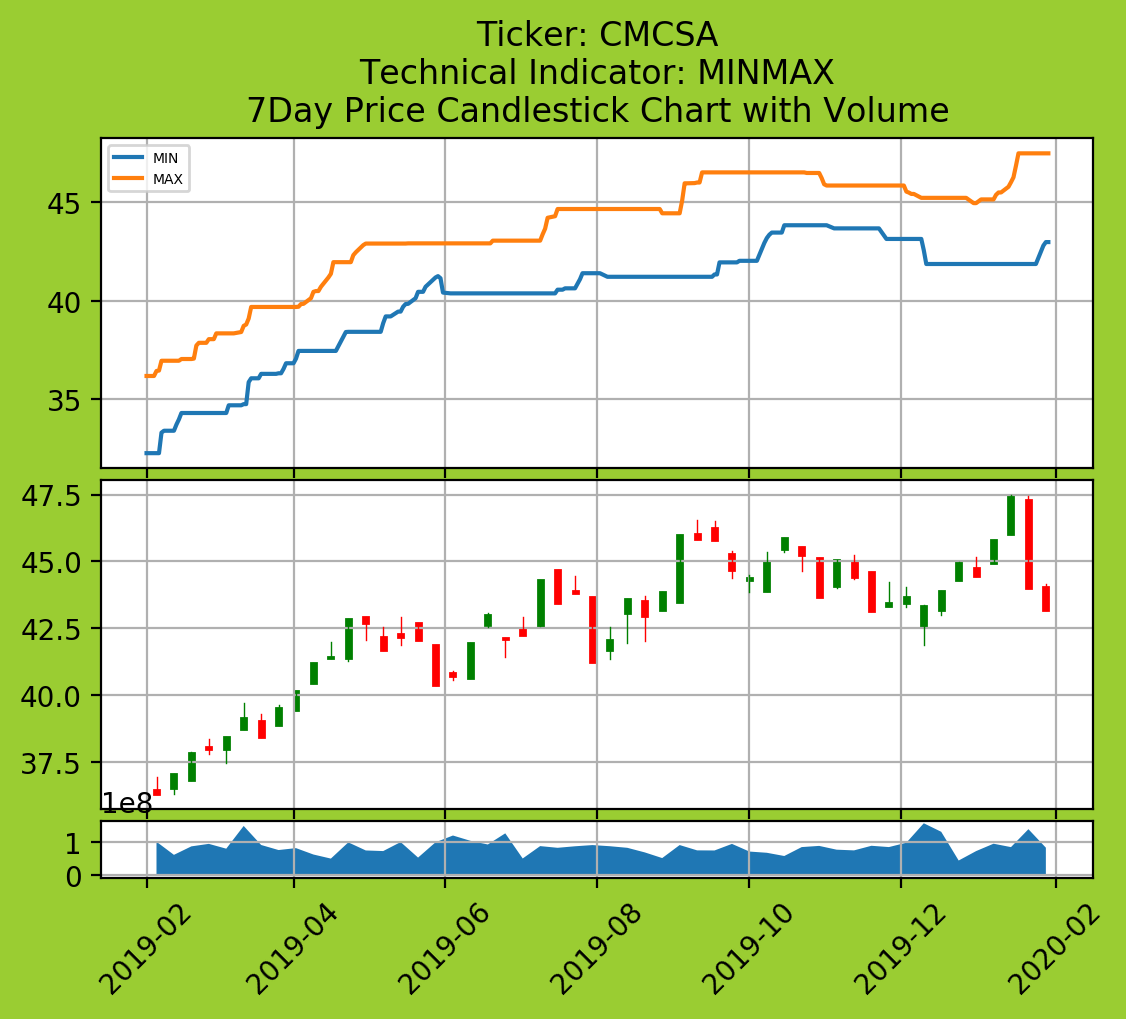 Ticker: CMCSA
Technical Indicator: MINMAX
7Day Price Candlestick Chart with Volume
MIN
MAX
45
40
35
47.5
45.0
42.5
40.0
37.5
1e8
1
0
2019-02 2019-04 2019-06 2019-08 2019-10 2019-12 2020-02